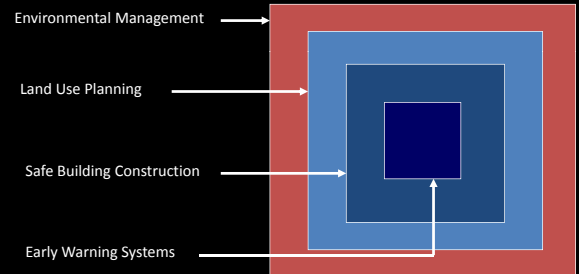 Environmental Management
Land Use Planning
Safe Building Construction
Early Warning Systems